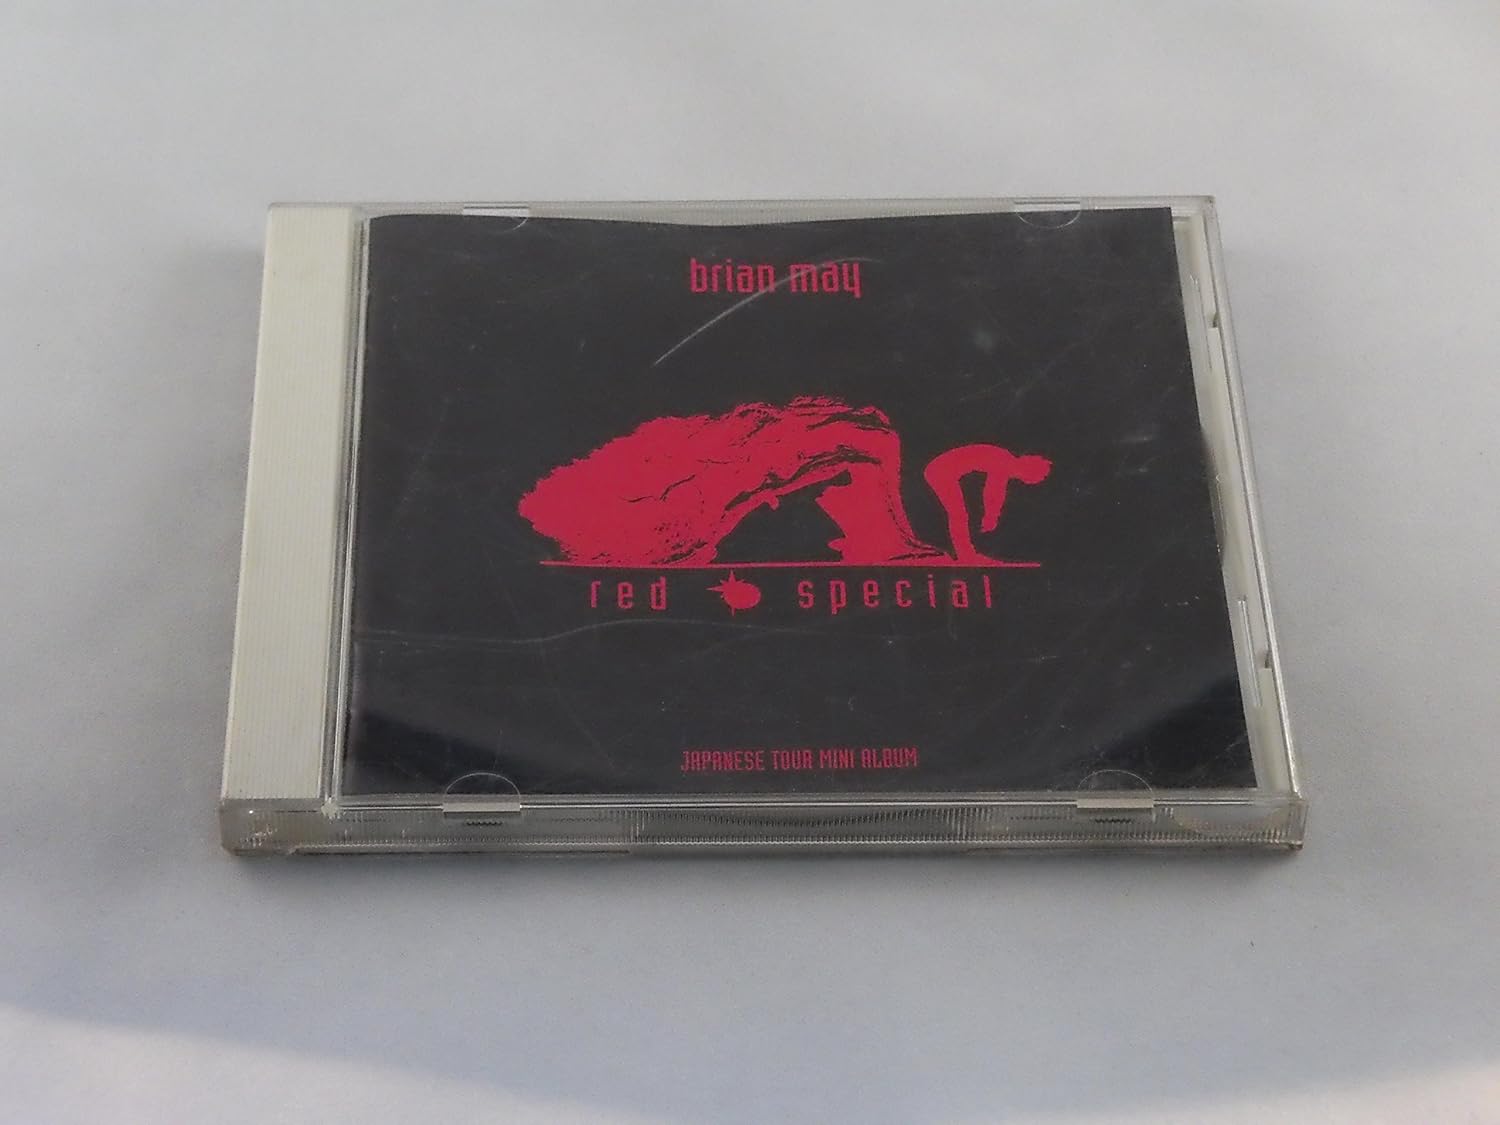 brian may
red special
JAPANESE TOUR MINI ALBUM